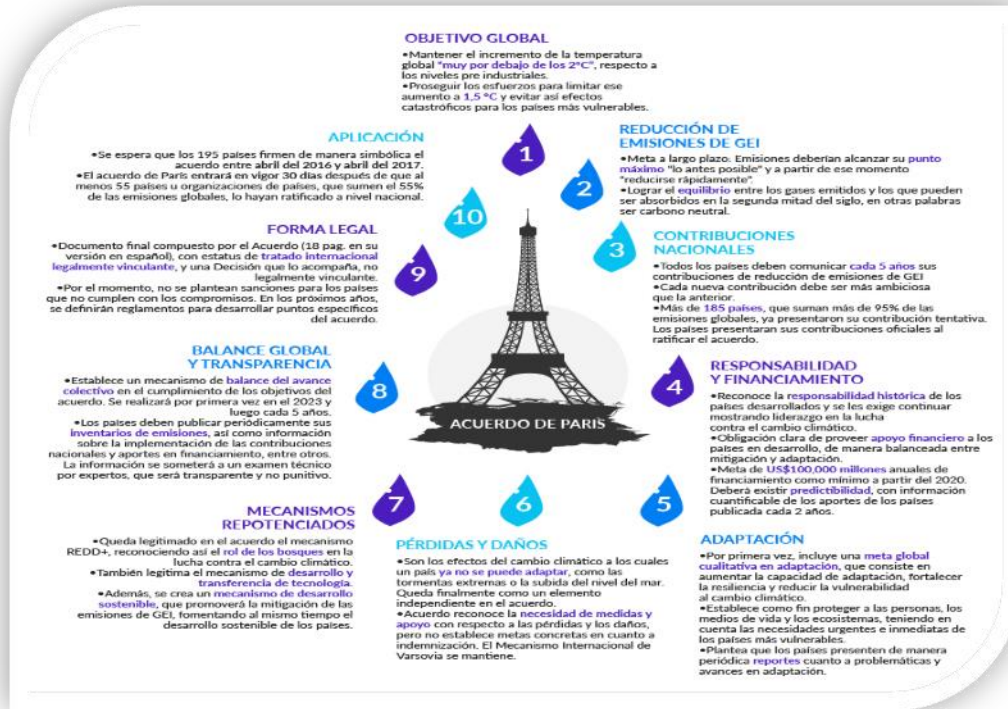 OBJETIVO GLOBAL
•Mantener el incremento de la temperatura
global "muy por debajo de los 2°C", respecto a
los niveles pre industriales.
•Proseguir los esfuerzos para limitar ese
aumento a 1,5 °C y evitar así efectos
catastróficos para los países más vulnerables.
1
REDUCCIÓN DE
EMISIONES DE GEI
•Meta a largo plazo: Emisiones deberían alcanzar su punto
máximo "lo antes posible" y a partir de ese momento
"reducirse rápidamente".
•Lograr el equilibrio entre los gases emitidos y los que pueden
ser absorbidos en la segunda mitad del siglo, en otras palabras
ser carbono neutral.
2
CONTRIBUCIONES
NACIONALES
•Todos los países deben comunicar cada 5 años sus
contribuciones de reducción de emisiones de GEI
•Cada nueva contribución debe ser más ambiciosa
que la anterior.
•Más de 185 países, que suman más de 95% de las
emisiones globales, ya presentaron su contribución tentativa.
Los países presentaran sus contribuciones oficiales al
ratificar el acuerdo.
3
RESPONSABILIDAD
Y FINANCIAMIENTO
•Reconoce la responsabilidad histórica de los
países desarrollados y se les exige continuar
mostrando liderazgo en la lucha
contra el cambio climático.
•Obligación clara de proveer apoyo financiero a los
países en desarrollo, de manera balanceada entre
mitigación y adaptación.
•Meta de US$100,000 millones anuales de
financiamiento como mínimo a partir del 2020.
Deberá existir predictibilidad, con información
cuantificable de los aportes de los países
publicada cada 2 años.
4
ADAPTACIÓN
•Por primera vez, incluye una meta global
cualitativa en adaptación, que consiste en
aumentar la capacidad de adaptación, fortalecer
la resiliencia y reducir la vulnerabilidad
al cambio climático.
•Establece como fin proteger a las personas, los
medios de vida y los ecosistemas, teniendo en
cuenta las necesidades urgentes e inmediatas de
los países más vulnerables.
•Plantea que los países presenten de manera
periódica reportes cuanto a problemáticas y
avances en adaptación.
5
PÉRDIDAS Y DAÑOS
•Son los efectos del cambio climático a los cuales
un país ya no se puede adaptar, como las
tormentas extremas o la subida del nivel del mar.
Queda finalmente como un elemento
independiente en el acuerdo.
•Acuerdo reconoce la necesidad de medidas y
apoyo con respecto a las pérdidas y los daños,
pero no establece metas concretas en cuanto a
indemnización. El Mecanismo Internacional de
Varsovia se mantiene.
6
MECANISMOS
REPOTENCIADOS
•Queda legitimado en el acuerdo el mecanismo
REDD+, reconociendo así el rol de los bosques en la
lucha contra el cambio climático.
•También legitima el mecanismo de desarrollo y
transferencia de tecnología.
•Además, se crea un mecanismo de desarrollo
sostenible, que promoverá la mitigación de las
emisiones de GEI, fomentando al mismo tiempo el
desarrollo sostenible de los países.
7
BALANCE GLOBAL
Y TRANSPARENCIA
•Establece un mecanismo de balance del avance
colectivo en el cumplimiento de los objetivos del
acuerdo. Se realizará por primera vez en el 2023 y
luego cada 5 años.
•Los países deben publicar periódicamente sus
inventarios de emisiones, así como información
sobre la implementación de las contribuciones
nacionales y aportes en financiamiento, entre otros.
La información se someterá a un examen técnico
por expertos, que será transparente y no punitivo.
8
FORMA LEGAL
•Documento final compuesto por el Acuerdo (18 pag. en su
versión en español), con estatus de tratado internacional
legalmente vinculante, y una Decisión que lo acompaña, no
legalmente vinculante.
•Por el momento, no se plantean sanciones para los países
que no cumplen con los compromisos. En los próximos años,
se definirán reglamentos para desarrollar puntos específicos
del acuerdo.
9
APLICACIÓN
•Se espera que los 195 países firmen de manera simbólica el
acuerdo entre abril del 2016 y abril del 2017.
•El acuerdo de París entrará en vigor 30 días después de que al
menos 55 países u organizaciones de países, que sumen el 55%
de las emisiones globales, lo hayan ratificado a nivel nacional.
10
ACUERDO DE PARÍS